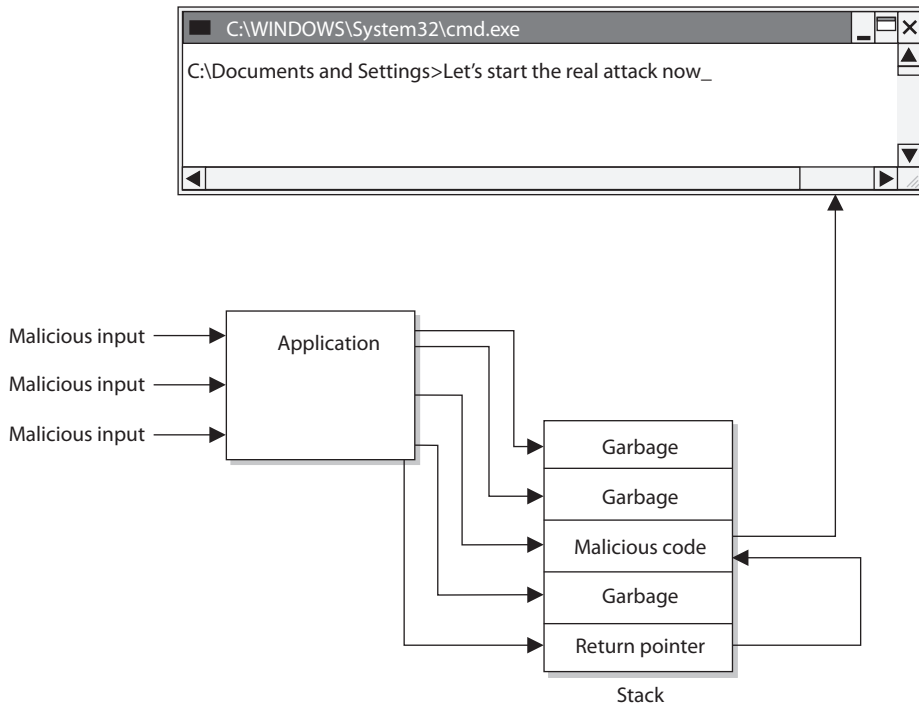 C:\WINDOWS\System32\cmd.exe
C:\Documents and Settings>Let's start the real attack now_
Malicious input
Malicious input
Malicious input
Application
Garbage
Garbage
Malicious code
Garbage
Return pointer
Stack